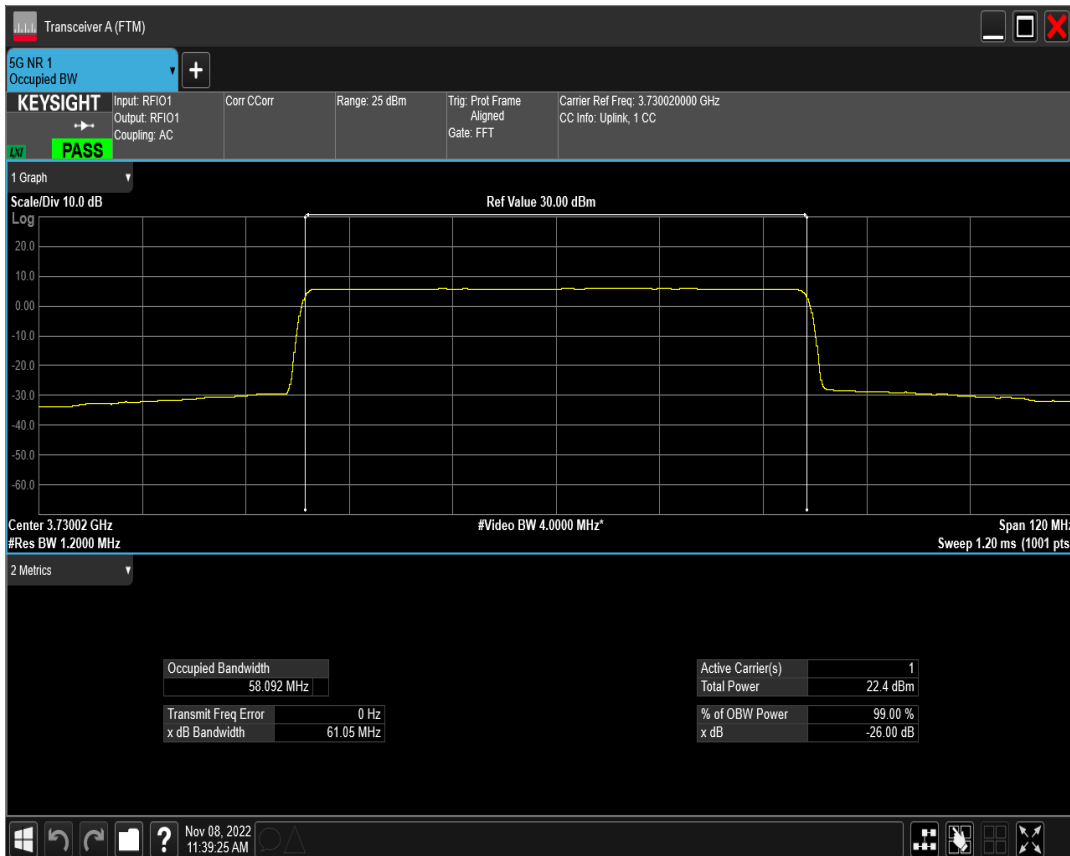 Transceiver A (FTM)
5G NR 1
Occupied BW
+
KEYSIGHT
LXI
PASS
Input: RFIO1
Output: RFIO1
Coupling: AC
Corr CCorr
Range: 25 dBm
Trig: Prot Frame
Aligned
Gate: FFT
Carrier Ref Freq: 3.730020000 GHz
CC Info: Uplink, 1 CC
1 Graph
Scale/Div 10.0 dB
Ref Value 30.00 dBm
Log
20.0
10.0
0.00
-10.0
-20.0
-30.0
-40.0
-50.0
-60.0
Center 3.73002 GHz
#Video BW 4.0000 MHz*
Span 120 MHz
#Res BW 1.2000 MHz
Sweep 1.20 ms (1001 pts
2 Metrics
Occupied Bandwidth
58.092 MHz
Transmit Freq Error 0 Hz
x dB Bandwidth 61.05 MHz
Active Carrier(s) 1
Total Power 22.4 dBm
% of OBW Power 99.00 %
x dB -26.00 dB
?
Nov 08, 2022
11:39:25 AM